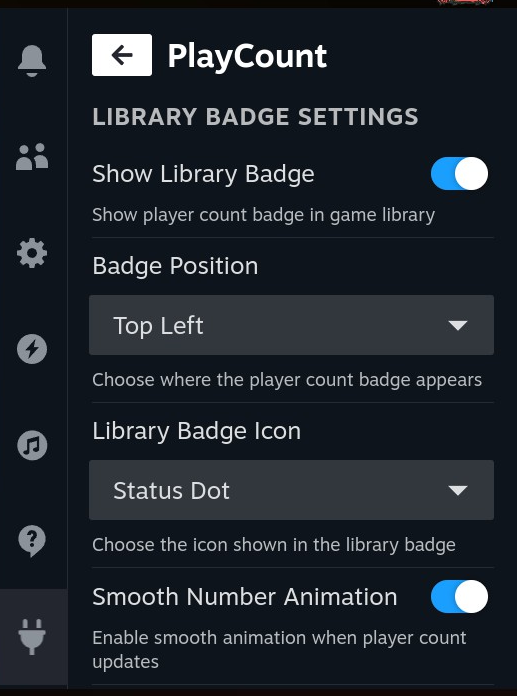 PlayCount
LIBRARY BADGE SETTINGS
Show Library Badge
Show player count badge in game library
Badge Position
Top Left
Choose where the player count badge appears
Library Badge Icon
Status Dot
Choose the icon shown in the library badge
Smooth Number Animation
Enable smooth animation when player count
updates